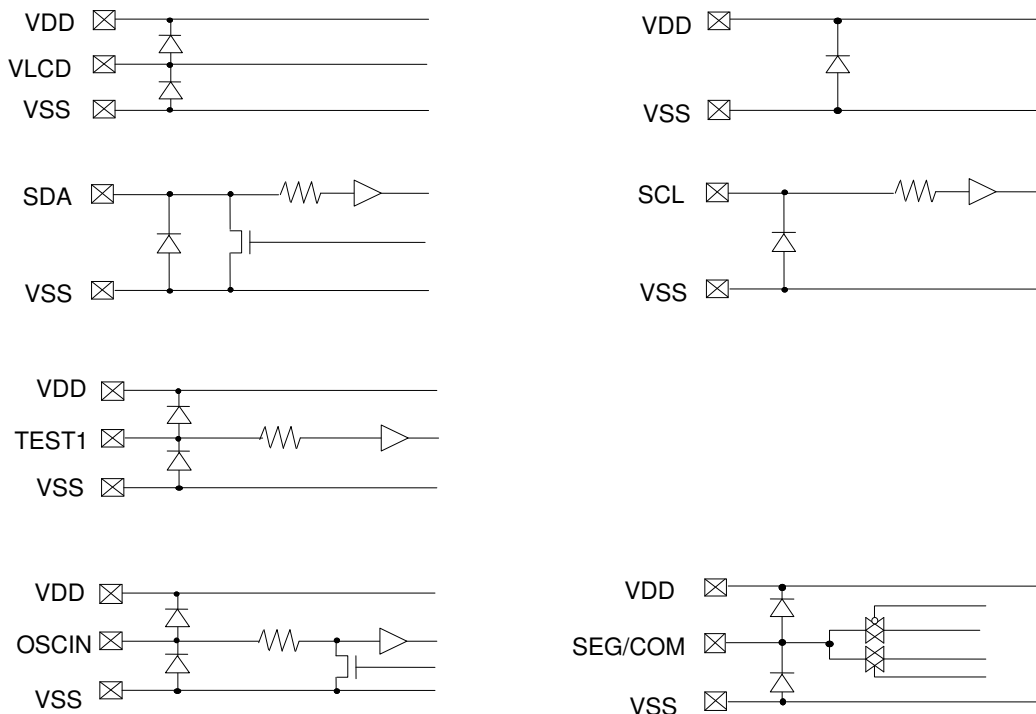 VDD
VLCD
VSS
VDD
VSS
SDA
VSS
SCL
VSS
VDD
TEST1
VSS
VDD
OSCIN
VSS
VDD
SEG/COM
VSS